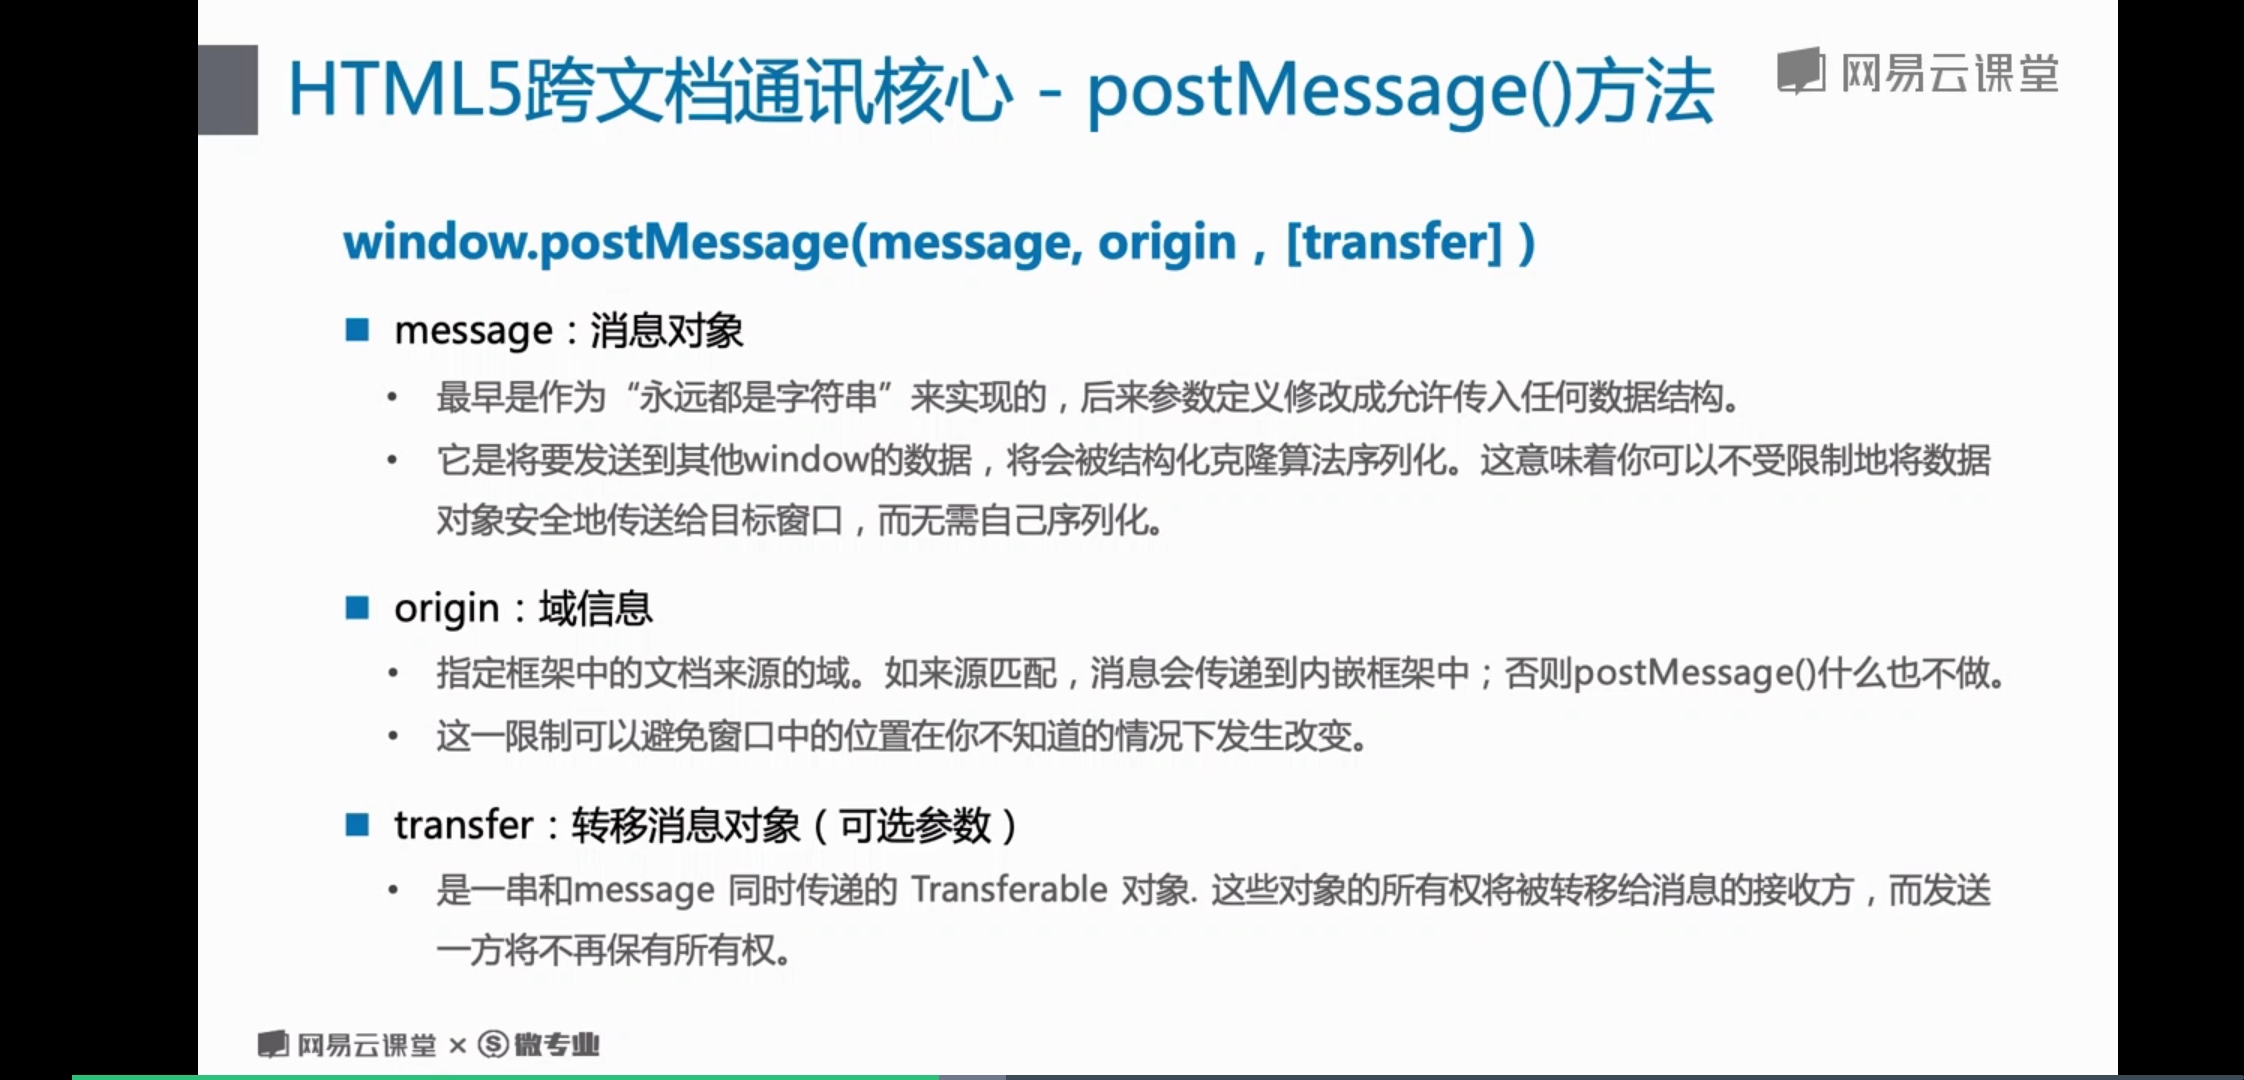 HTML5跨文档通讯核心 - postMessage()方法
网易云课堂
window.postMessage(message, origin , [transfer] )
message：消息对象
• 最早是作为“永远都是字符串”来实现的，后来参数定义修改成允许传入任何数据结构。
• 它是将要发送到其他window的数据，将会被结构化克隆算法序列化。这意味着你可以不受限制地将数据
对象安全地传送给目标窗口，而无需自己序列化。
origin：域信息
• 指定框架中的文档来源的域。如来源匹配，消息会传递到内嵌框架中；否则postMessage()什么也不做。
• 这一限制可以避免窗口中的位置在你不知道的情况下发生改变。
transfer：转移消息对象（可选参数）
• 是一串和message 同时传递的 Transferable 对象. 这些对象的所有权将被转移给消息的接收方，而发送
一方将不再保有所有权。
网易云课堂 × 微专业